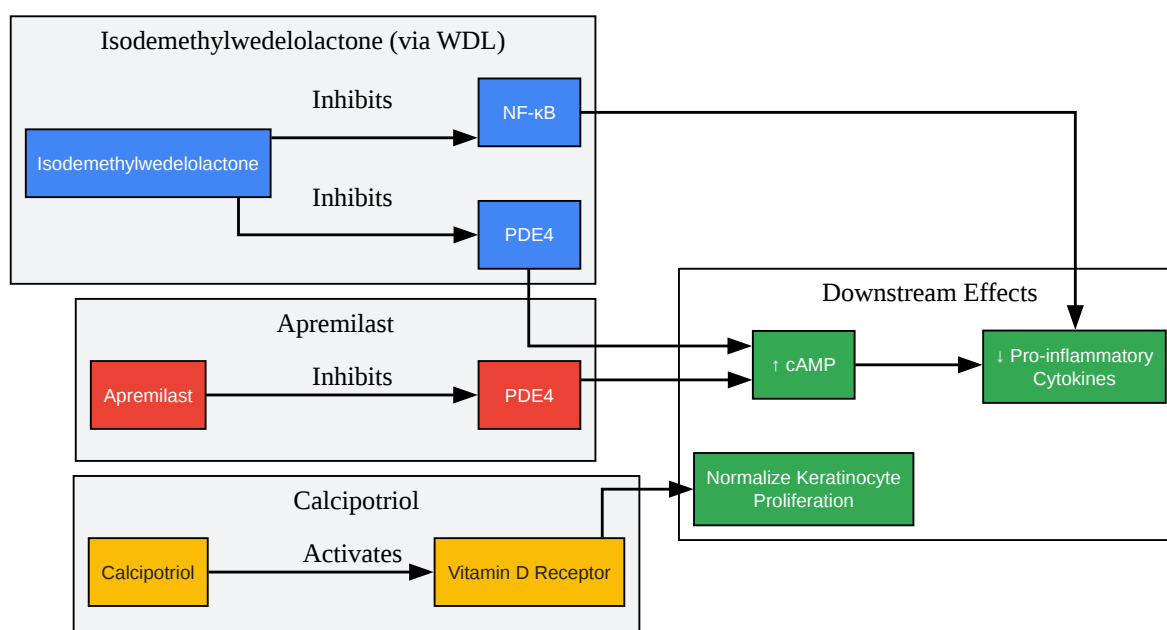 Isodemethylwedelolactone (via WDL)
Inhibits
NF-κB
Isodemethylwedelolactone
Inhibits
PDE4
Downstream Effects
Apremilast
↑ cAMP
↓ Pro-inflammatory
Cytokines
Inhibits
Apremilast
PDE4
Normalize Keratinocyte
Proliferation
Calcipotriol
Activates
Calcipotriol
Vitamin D Receptor